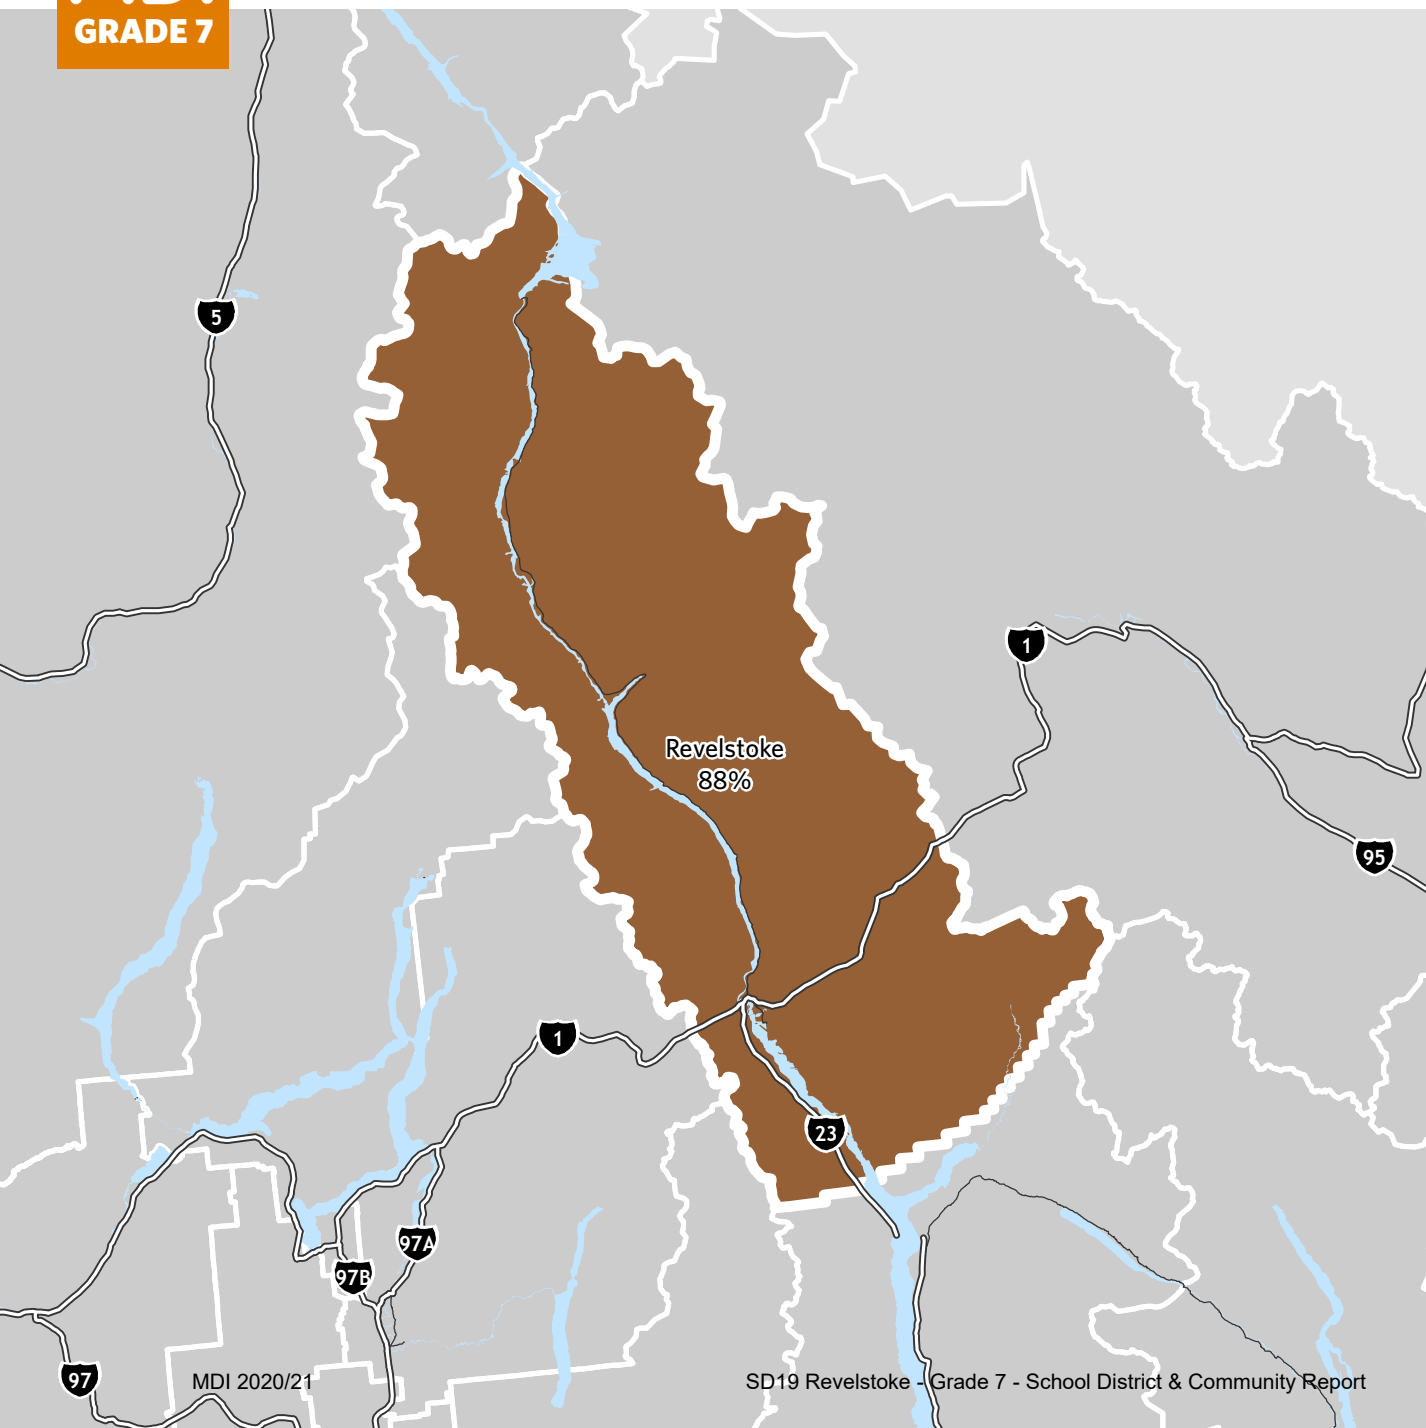 GRADE 7
5
1
Revelstoke
88%
95
1
23
97A
97B
97
MDI 2020/21
SD19 Revelstoke - Grade 7 - School District & Community Report